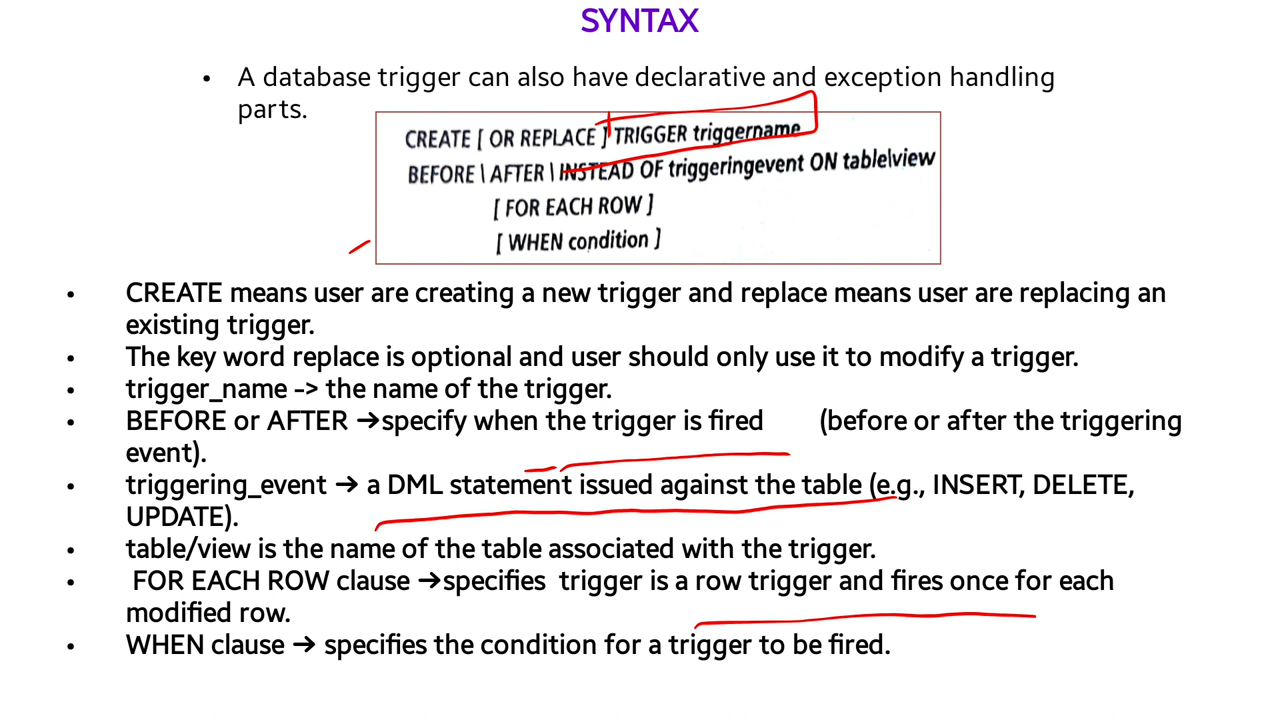 SYNTAX
• A database trigger can also have declarative and exception handling
parts.
CREATE [ OR REPLACE ] TRIGGER triggername
BEFORE | AFTER | INSTEAD OF triggeringevent ON table|view
[ FOR EACH ROW ]
[ WHEN condition ]
• CREATE means user are creating a new trigger and replace means user are replacing an
existing trigger.
• The key word replace is optional and user should only use it to modify a trigger.
• trigger_name -> the name of the trigger.
• BEFORE or AFTER →specify when the trigger is fired (before or after the triggering
event).
• triggering_event → a DML statement issued against the table (e.g., INSERT, DELETE,
UPDATE).
• table/view is the name of the table associated with the trigger.
• FOR EACH ROW clause →specifies trigger is a row trigger and fires once for each
modified row.
• WHEN clause → specifies the condition for a trigger to be fired.